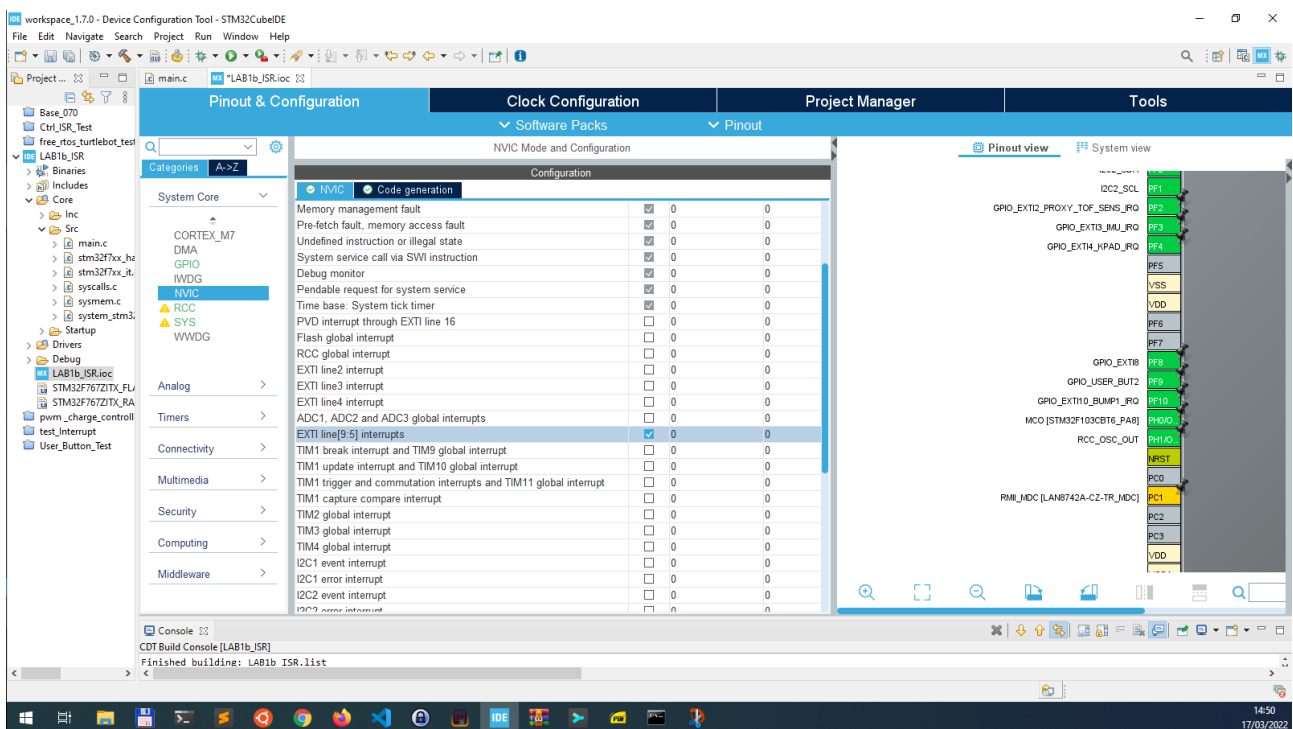 workspace_1.7.0 - Device Configuration Tool - STM32CubeIDE
File Edit Navigate Search Project Run Window Help
Project ...
main.c
*LAB1b_ISR.ioc
Base_070
Ctrl_ISR_Test
free_rtos_turtlebot_test
LAB1b_ISR
Binaries
Includes
Core
Inc
Src
main.c
stm32f7xx_ha
stm32f7xx_it.
syscalls.c
sysmem.c
system_stm32
Startup
Drivers
Debug
LAB1b_ISR.ioc
STM32F767ZITX_FL
STM32F767ZITX_RA
pwm _charge_controll
test_Interrupt
User_Button_Test
Pinout & Configuration
Clock Configuration
Project Manager
Tools
Software Packs
Pinout
Categories A->Z
System Core
CORTEX_M7
DMA
GPIO
IWDG
NVIC
RCC
SYS
WWDG
Analog
Timers
Connectivity
Multimedia
Security
Computing
Middleware
NVIC Mode and Configuration
Configuration
NVIC
Code generation
Memory management fault 0 0
Pre-fetch fault, memory access fault 0 0
Undefined instruction or illegal state 0 0
System service call via SWI instruction 0 0
Debug monitor 0 0
Pendable request for system service 0 0
Time base: System tick timer 0 0
PVD interrupt through EXTI line 16 0 0
Flash global interrupt 0 0
RCC global interrupt 0 0
EXTI line2 interrupt 0 0
EXTI line3 interrupt 0 0
EXTI line4 interrupt 0 0
ADC1, ADC2 and ADC3 global interrupts 0 0
EXTI line[9:5] interrupts 0 0
TIM1 break interrupt and TIM9 global interrupt 0 0
TIM1 update interrupt and TIM10 global interrupt 0 0
TIM1 trigger and commutation interrupts and TIM11 global interrupt 0 0
TIM1 capture compare interrupt 0 0
TIM2 global interrupt 0 0
TIM3 global interrupt 0 0
TIM4 global interrupt 0 0
I2C1 event interrupt 0 0
I2C1 error interrupt 0 0
I2C2 event interrupt 0 0
I2C2 error interrupt 0 0
Pinout view
System view
I2C2_SCL PF1
GPIO_EXTI2_PROXY_TOF_SENS_IRQ PF2
GPIO_EXTI3_IMU_IRQ PF3
GPIO_EXTI4_KPAD_IRQ PF4
PF5
VSS
VDD
PF6
PF7
GPIO_EXTI8 PF8
GPIO_USER_BUT2 PF9
GPIO_EXTI10_BUMP1_IRQ PF10
MCO [STM32F103CBT6_PA8] PH0/O..
RCC_OSC_OUT PH1/O..
NRST
PC0
RMII_MDC [LAN8742A-CZ-TR_MDC] PC1
PC2
PC3
VDD
Console
CDT Build Console [LAB1b_ISR]
Finished building: LAB1b_ISR.list
14:50
17/03/2022